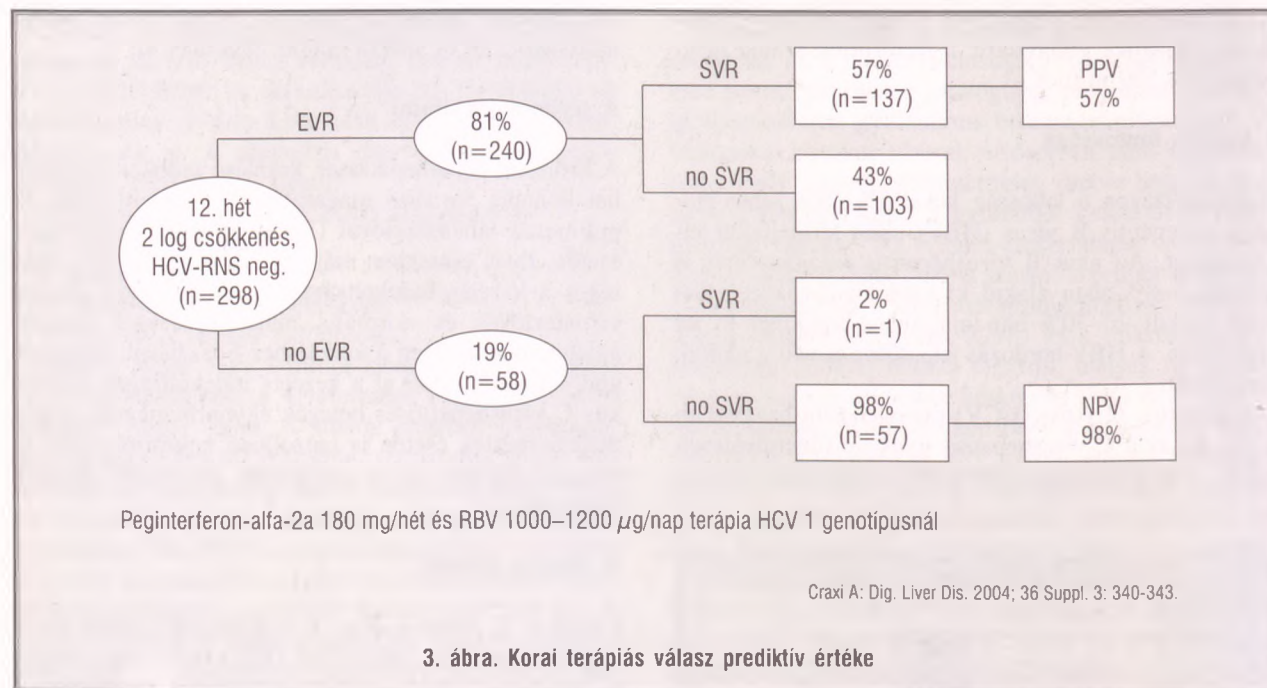 SVR
57%
(n=137)
PPV
57%
EVR
81%
(n=240)
no SVR
43%
(n=103)
12. hét
2 log csökkenés,
HCV-RNS neg.
(n=298)
SVR
2%
(n=1)
no EVR
19%
(n=58)
no SVR
98%
(n=57)
NPV
98%
Peginterferon-alfa-2a 180 mg/hét és RBV 1000–1200 µg/nap terápia HCV 1 genotípusnál
Craxi A: Dig. Liver Dis. 2004; 36 Suppl. 3: 340-343.
3. ábra. Korai terápiás válasz prediktív értéke